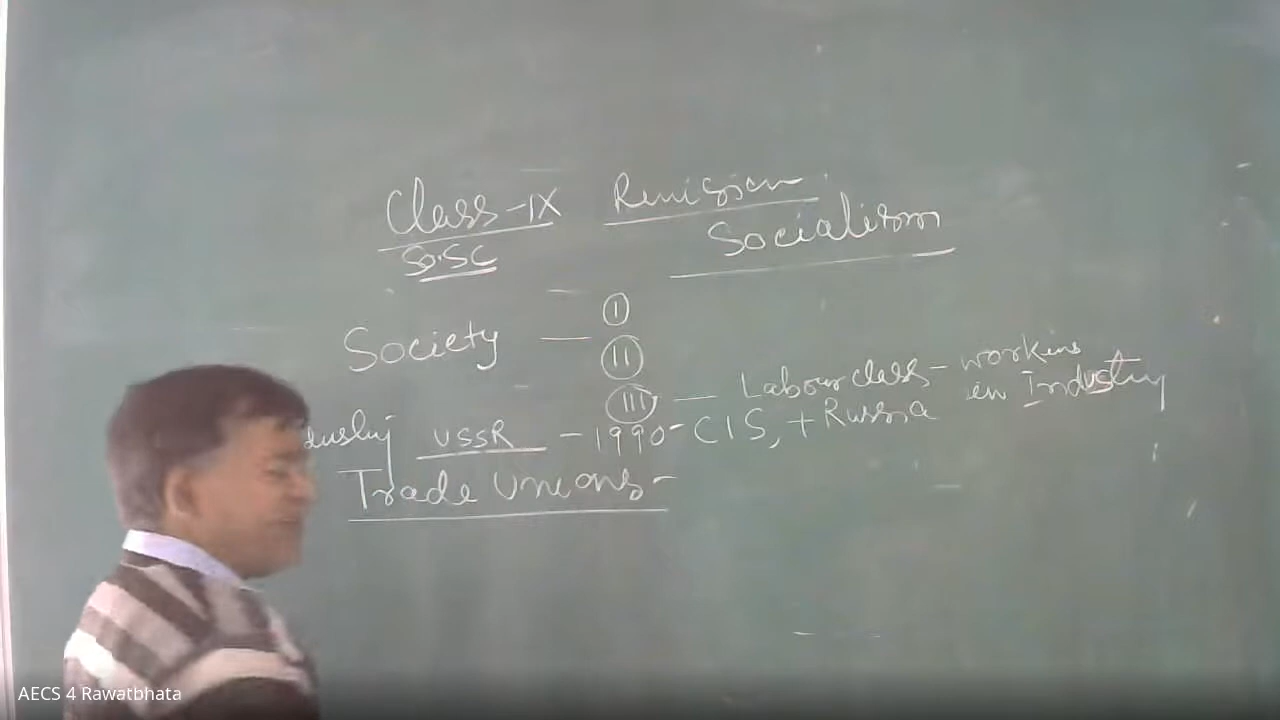 Class-IX Revision
So.Sc Socialism
I
Society — II
III — Labour class - working
in Industry
USSR - 1990 - CIS, + Russia
Trade Unions -
AECS 4 Rawatbhata